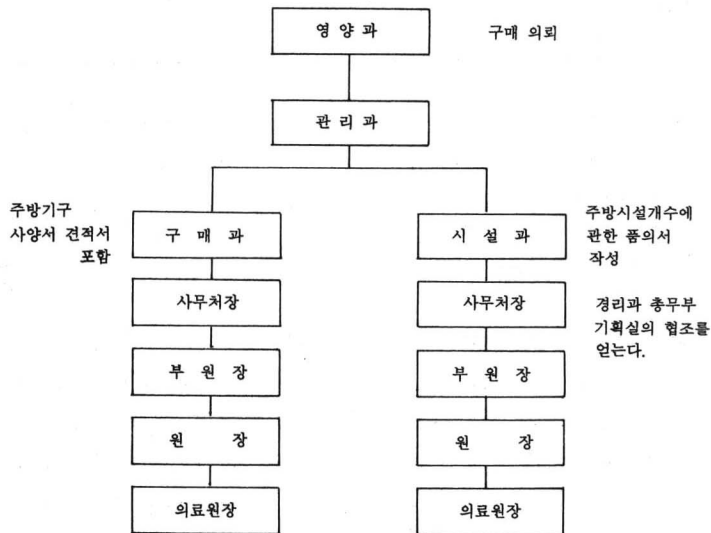 영 양 과
구매 의뢰
관 리 과
주방기구
사양서 견적서
포함
구 매 과
시 설 과
주방시설개수에
관한 품의서
작성
사무처장
사무처장
경리과 총무부
기획실의 협조를
얻는다.
부 원 장
부 원 장
원 장
원 장
의료원장
의료원장